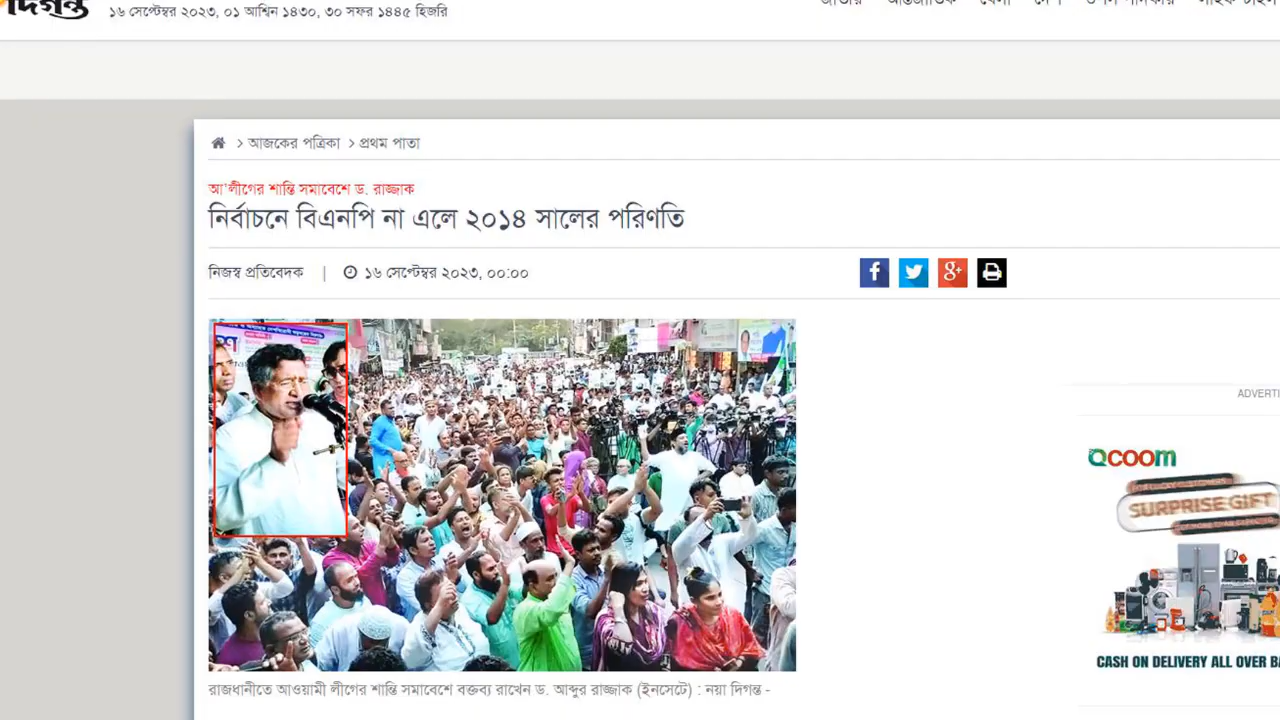 দিগন্ত
১৬ সেপ্টেম্বর ২০২৩, ০১ আশ্বিন ১৪৩০, ৩০ সফর ১৪৪৫ হিজরি
আজকের পত্রিকা
প্রথম পাতা
আ'লীগের শান্তি সমাবেশে ড. রাজ্জাক
নির্বাচনে বিএনপি না এলে ২০১৪ সালের পরিণতি
নিজস্ব প্রতিবেদক | ১৬ সেপ্টেম্বর ২০২৩, ০০:০০
ADVERTI
Qcoom
SURPRISE GIFT
CASH ON DELIVERY ALL OVER BA
রাজধানীতে আওয়ামী লীগের শান্তি সমাবেশে বক্তব্য রাখেন ড. আব্দুর রাজ্জাক (ইনসেটে) : নয়া দিগন্ত -